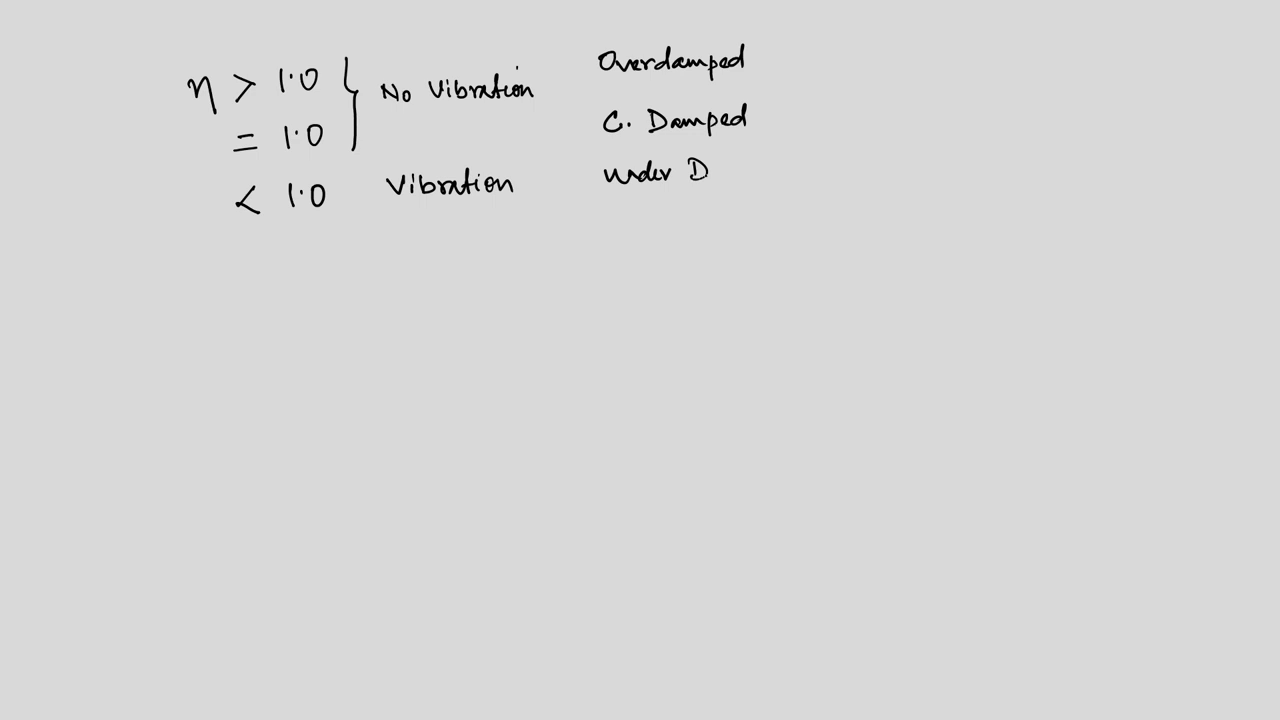 η > 1.0 } No Vibration Overdamped
= 1.0 C. Damped
< 1.0 Vibration under D